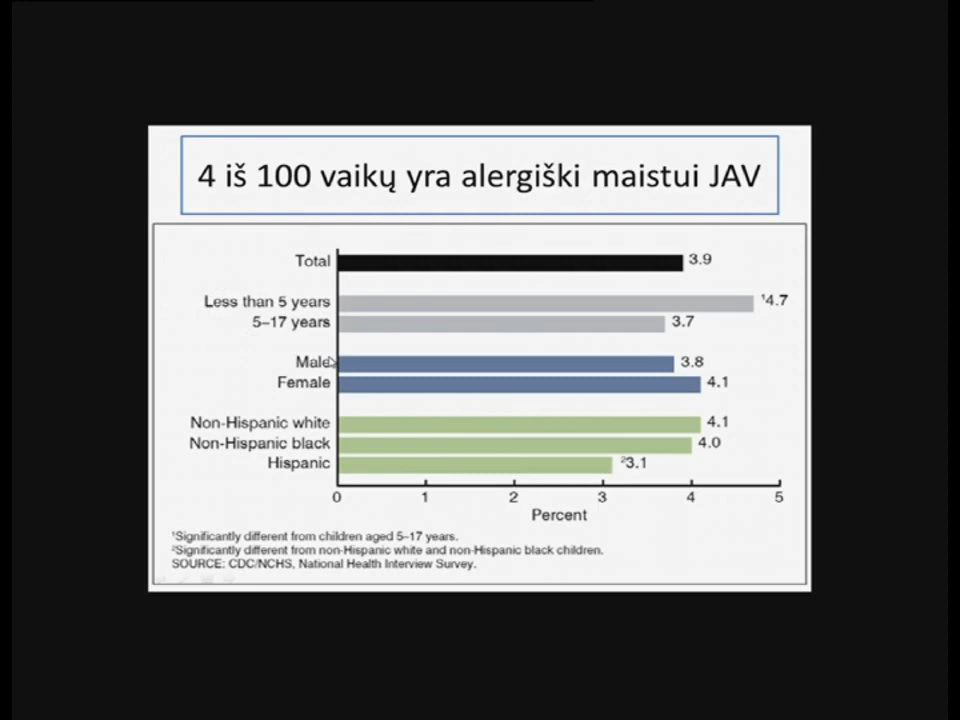 4 iš 100 vaikų yra alergiški maistui JAV
Total 3.9
Less than 5 years ¹4.7
5–17 years 3.7
Male 3.8
Female 4.1
Non-Hispanic white 4.1
Non-Hispanic black 4.0
Hispanic ²3.1
0 1 2 3 4 5
Percent
¹Significantly different from children aged 5–17 years.
²Significantly different from non-Hispanic white and non-Hispanic black children.
SOURCE: CDC/NCHS, National Health Interview Survey.